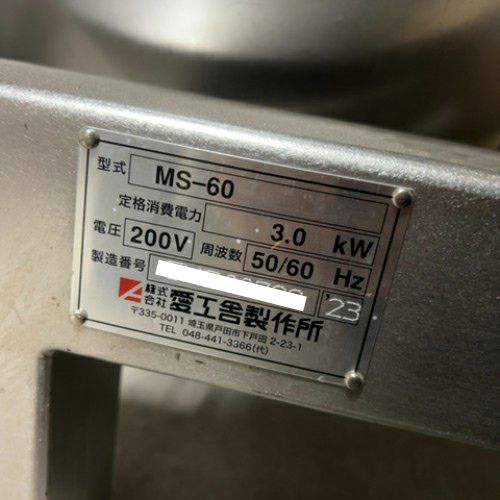 型式 MS-60
定格消費電力 3.0 kW
電圧 200V 周波数 50/60 Hz
製造番号 '23
株式会社 愛工舎製作所
〒335-0011 埼玉県戸田市下戸田 2-23-1
TEL 048-441-3366(代)